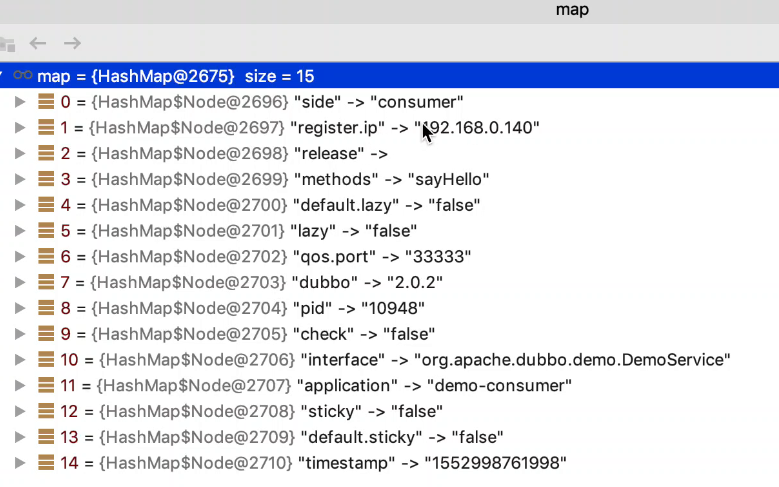 map
map = {HashMap@2675} size = 15
0 = {HashMap$Node@2696} "side" -> "consumer"
1 = {HashMap$Node@2697} "register.ip" -> "192.168.0.140"
2 = {HashMap$Node@2698} "release" ->
3 = {HashMap$Node@2699} "methods" -> "sayHello"
4 = {HashMap$Node@2700} "default.lazy" -> "false"
5 = {HashMap$Node@2701} "lazy" -> "false"
6 = {HashMap$Node@2702} "qos.port" -> "33333"
7 = {HashMap$Node@2703} "dubbo" -> "2.0.2"
8 = {HashMap$Node@2704} "pid" -> "10948"
9 = {HashMap$Node@2705} "check" -> "false"
10 = {HashMap$Node@2706} "interface" -> "org.apache.dubbo.demo.DemoService"
11 = {HashMap$Node@2707} "application" -> "demo-consumer"
12 = {HashMap$Node@2708} "sticky" -> "false"
13 = {HashMap$Node@2709} "default.sticky" -> "false"
14 = {HashMap$Node@2710} "timestamp" -> "1552998761998"